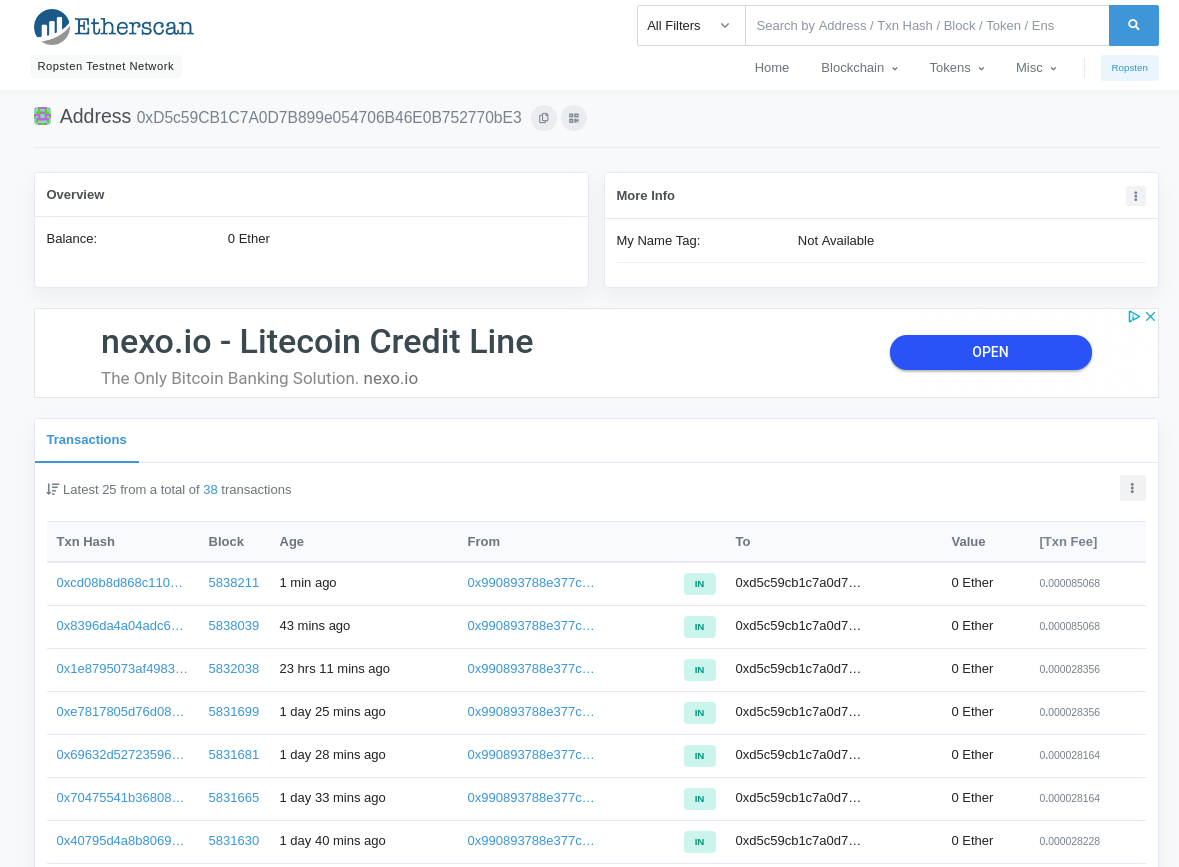 Etherscan
All Filters
Search by Address / Txn Hash / Block / Token / Ens
Ropsten Testnet Network
Home Blockchain Tokens Misc Ropsten
Address 0xD5c59CB1C7A0D7B899e054706B46E0B752770bE3
Overview
Balance: 0 Ether
More Info
My Name Tag: Not Available
nexo.io - Litecoin Credit Line
The Only Bitcoin Banking Solution. nexo.io
OPEN
Transactions
Latest 25 from a total of 38 transactions
Txn Hash Block Age From To Value [Txn Fee]
0xcd08b8d868c110… 5838211 1 min ago 0x990893788e377c… IN 0xd5c59cb1c7a0d7… 0 Ether 0.000085068
0x8396da4a04adc6… 5838039 43 mins ago 0x990893788e377c… IN 0xd5c59cb1c7a0d7… 0 Ether 0.000085068
0x1e8795073af4983… 5832038 23 hrs 11 mins ago 0x990893788e377c… IN 0xd5c59cb1c7a0d7… 0 Ether 0.000028356
0xe7817805d76d08… 5831699 1 day 25 mins ago 0x990893788e377c… IN 0xd5c59cb1c7a0d7… 0 Ether 0.000028356
0x69632d52723596… 5831681 1 day 28 mins ago 0x990893788e377c… IN 0xd5c59cb1c7a0d7… 0 Ether 0.000028164
0x70475541b36808… 5831665 1 day 33 mins ago 0x990893788e377c… IN 0xd5c59cb1c7a0d7… 0 Ether 0.000028164
0x40795d4a8b8069… 5831630 1 day 40 mins ago 0x990893788e377c… IN 0xd5c59cb1c7a0d7… 0 Ether 0.000028228